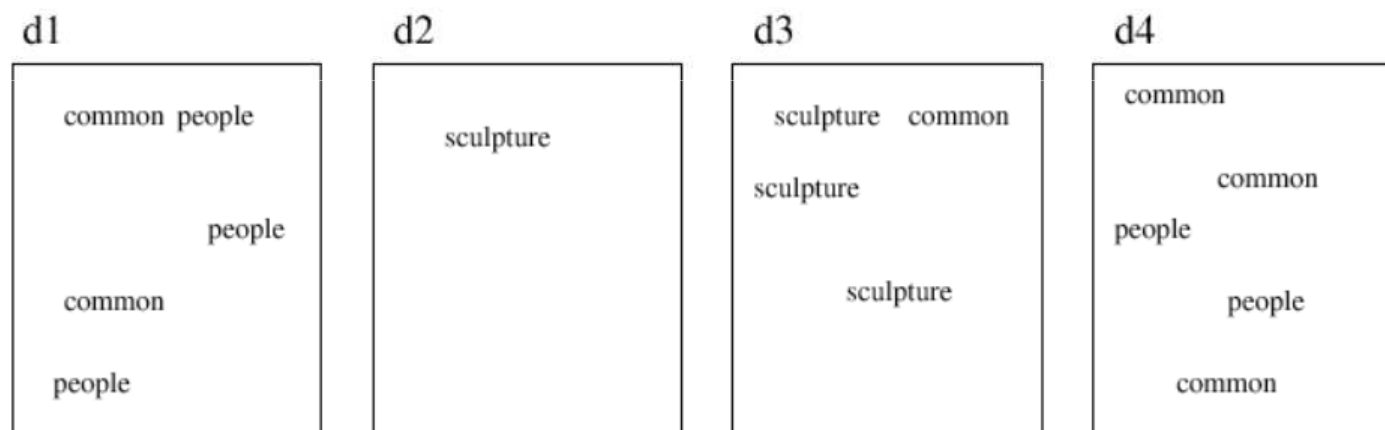 d1
common people
people
common
people
d2
sculpture
d3
sculpture common
sculpture
sculpture
d4
common
common
people
people
common